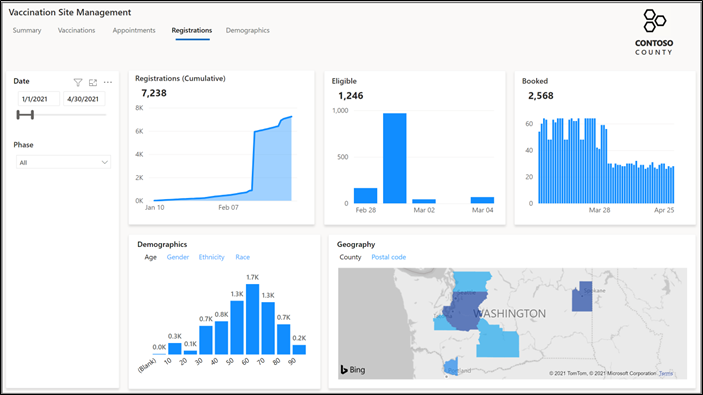 Vaccination Site Management
Summary Vaccinations Appointments Registrations Demographics
CONTOSO
COUNTY
Date
1/1/2021 4/30/2021
Phase
All
Registrations (Cumulative)
7,238
8K
6K
4K
2K
0K
Jan 10 Feb 07
Eligible
1,246
1,000
500
0
Feb 28 Mar 02 Mar 04
Booked
2,568
60
40
20
0
Mar 28 Apr 25
Demographics
Age Gender Ethnicity Race
0.0K 0.3K 0.1K 0.7K 0.8K 1.3K 1.7K 1.3K 0.7K 0.2K
(Blank) 10 20 30 40 50 60 70 80 90
Geography
County Postal code
WASHINGTON
Bing
© 2021 TomTom, © 2021 Microsoft Corporation Terms